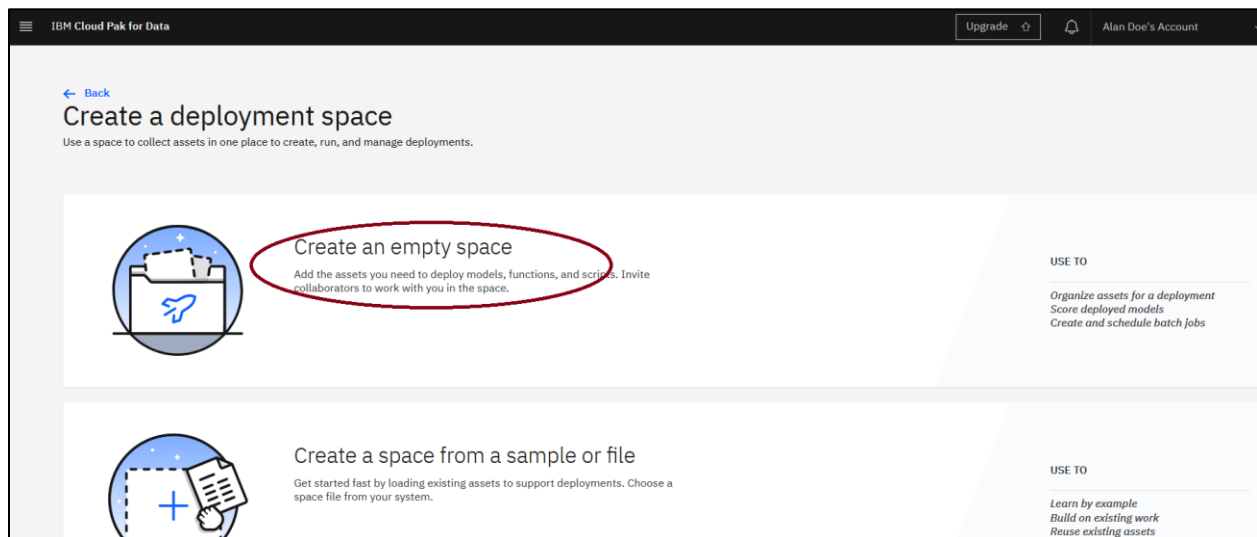 IBM Cloud Pak for Data
Upgrade
Alan Doe's Account
Back
Create a deployment space
Use a space to collect assets in one place to create, run, and manage deployments.
Create an empty space
Add the assets you need to deploy models, functions, and scripts. Invite
collaborators to work with you in the space.
USE TO
Organize assets for a deployment
Score deployed models
Create and schedule batch jobs
Create a space from a sample or file
Get started fast by loading existing assets to support deployments. Choose a
space file from your system.
USE TO
Learn by example
Build on existing work
Reuse existing assets